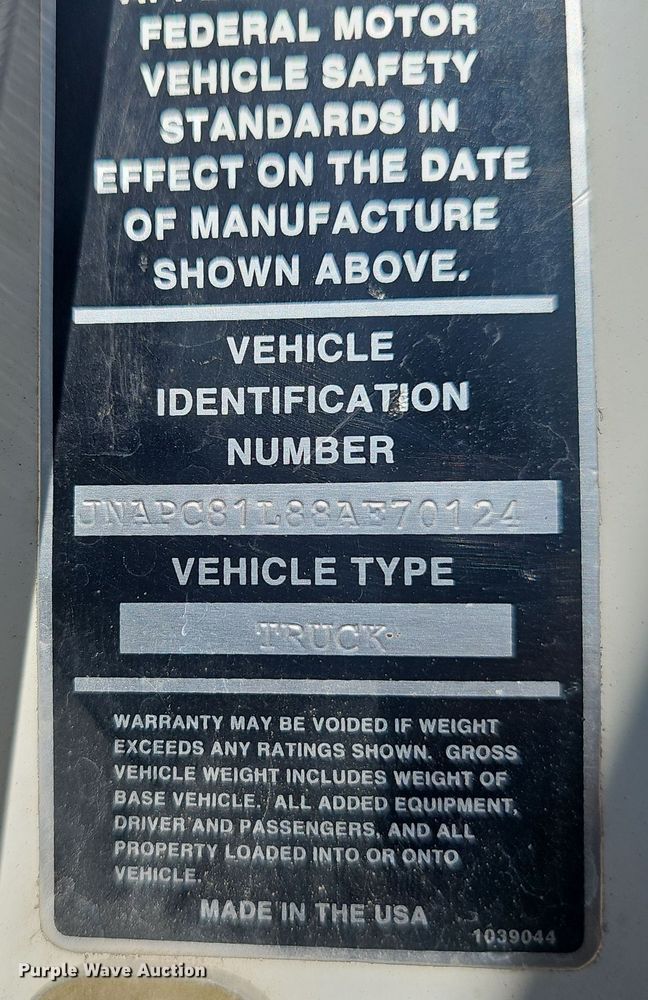 FEDERAL MOTOR
VEHICLE SAFETY
STANDARDS IN
EFFECT ON THE DATE
OF MANUFACTURE
SHOWN ABOVE.
VEHICLE
IDENTIFICATION
NUMBER
JNAPC81L88AE70124
VEHICLE TYPE
TRUCK
WARRANTY MAY BE VOIDED IF WEIGHT
EXCEEDS ANY RATINGS SHOWN. GROSS
VEHICLE WEIGHT INCLUDES WEIGHT OF
BASE VEHICLE, ALL ADDED EQUIPMENT,
DRIVER AND PASSENGERS, AND ALL
PROPERTY LOADED INTO OR ONTO
VEHICLE.
MADE IN THE USA
1039044
Purple Wave Auction